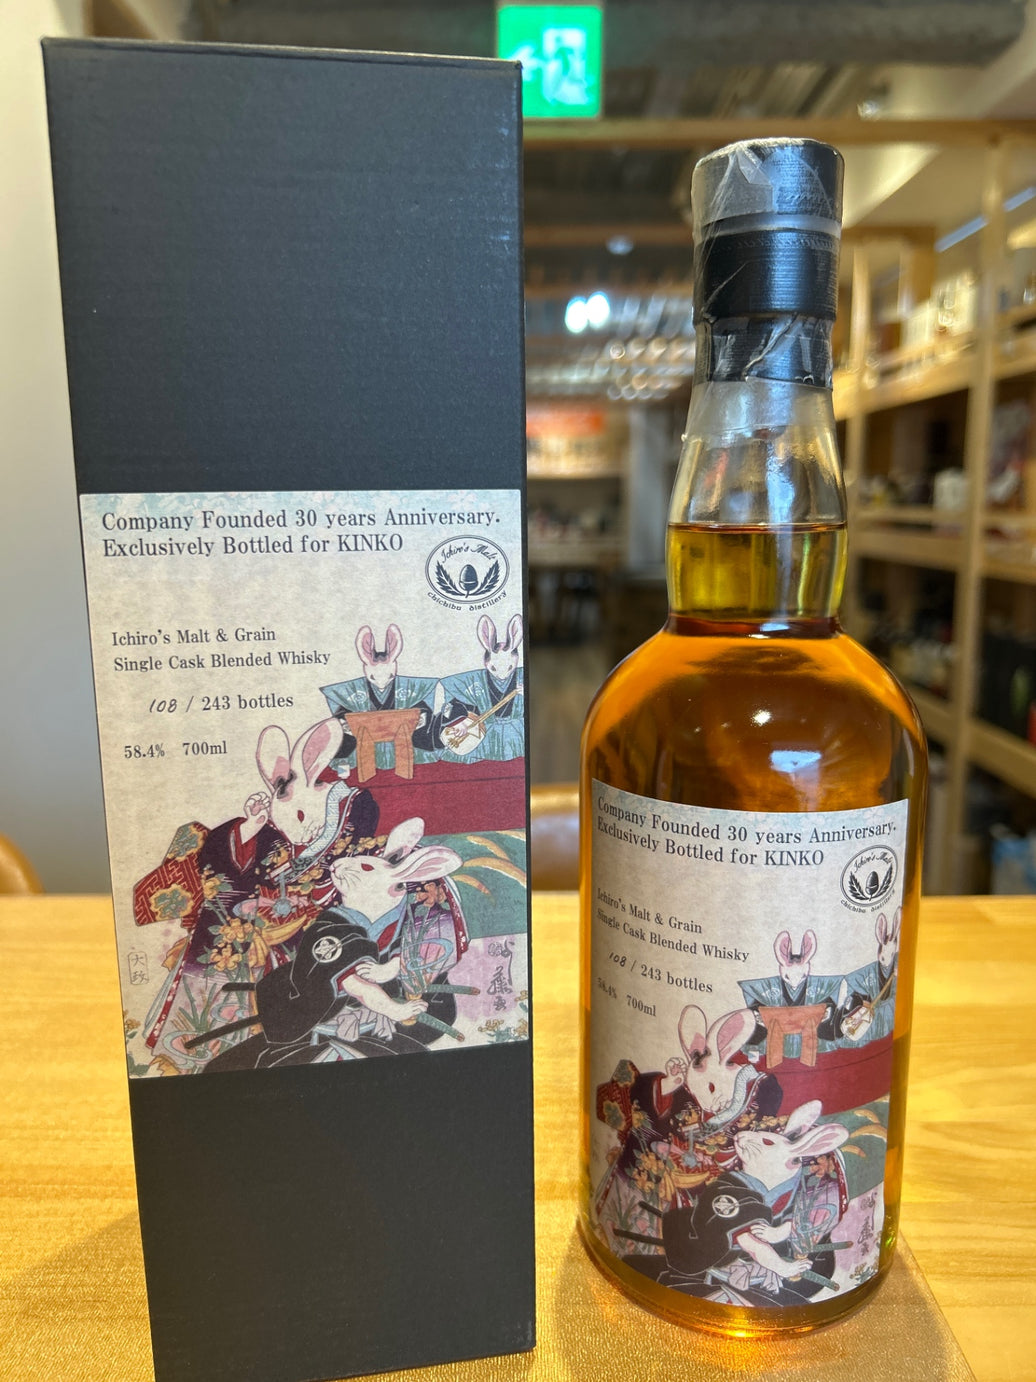 Company Founded 30 years Anniversary.
Exclusively Bottled for KINKO
Ichiro's Malt
chichibu distillery
Ichiro's Malt & Grain
Single Cask Blended Whisky
108 / 243 bottles
58.4% 700ml
Company Founded 30 years Anniversary.
Exclusively Bottled for KINKO
Ichiro's Malt
chichibu distillery
Ichiro's Malt & Grain
Single Cask Blended Whisky
108 / 243 bottles
58.4% 700ml